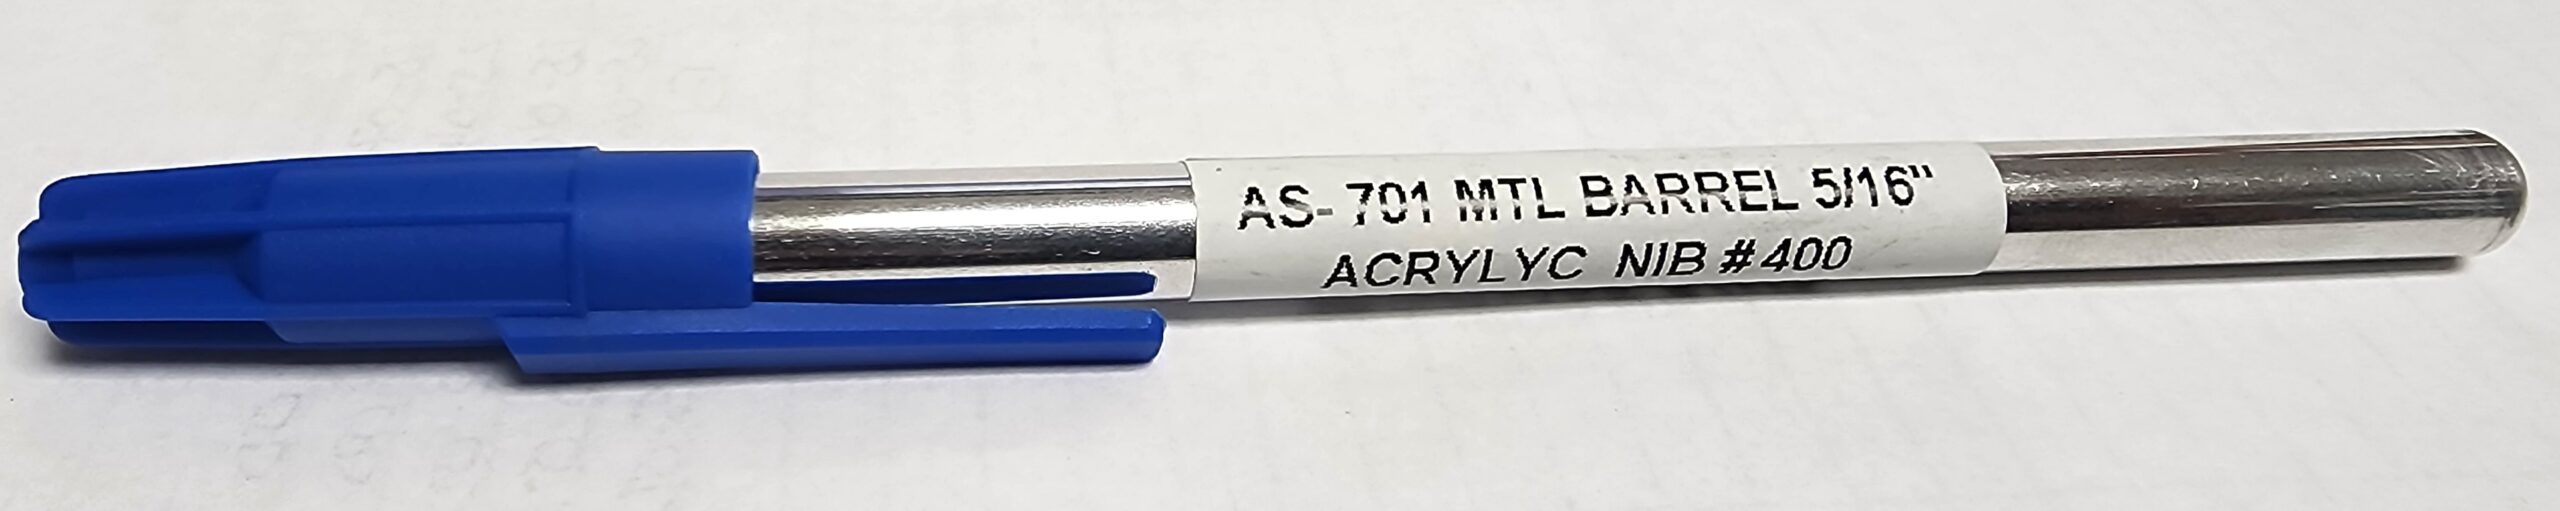 AS- 701 MTL BARREL 5/16"
ACRYLYC NIB #400